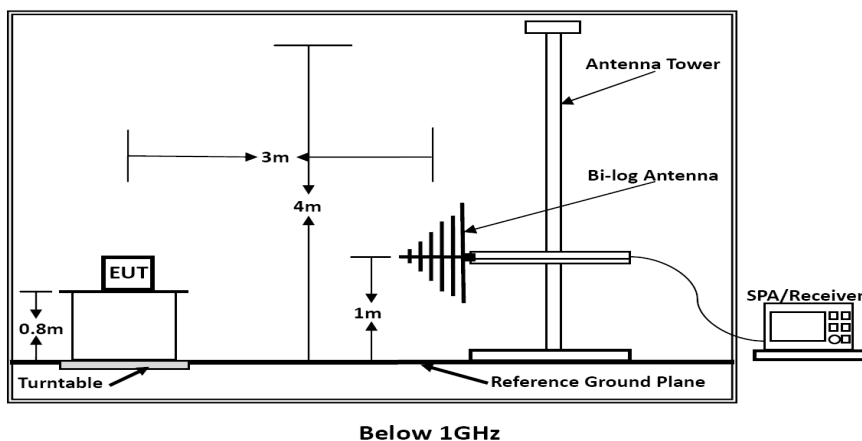 Antenna Tower
3m
Bi-log Antenna
4m
EUT
SPA/Receiver
0.8m
1m
Turntable
Reference Ground Plane
Below 1GHz